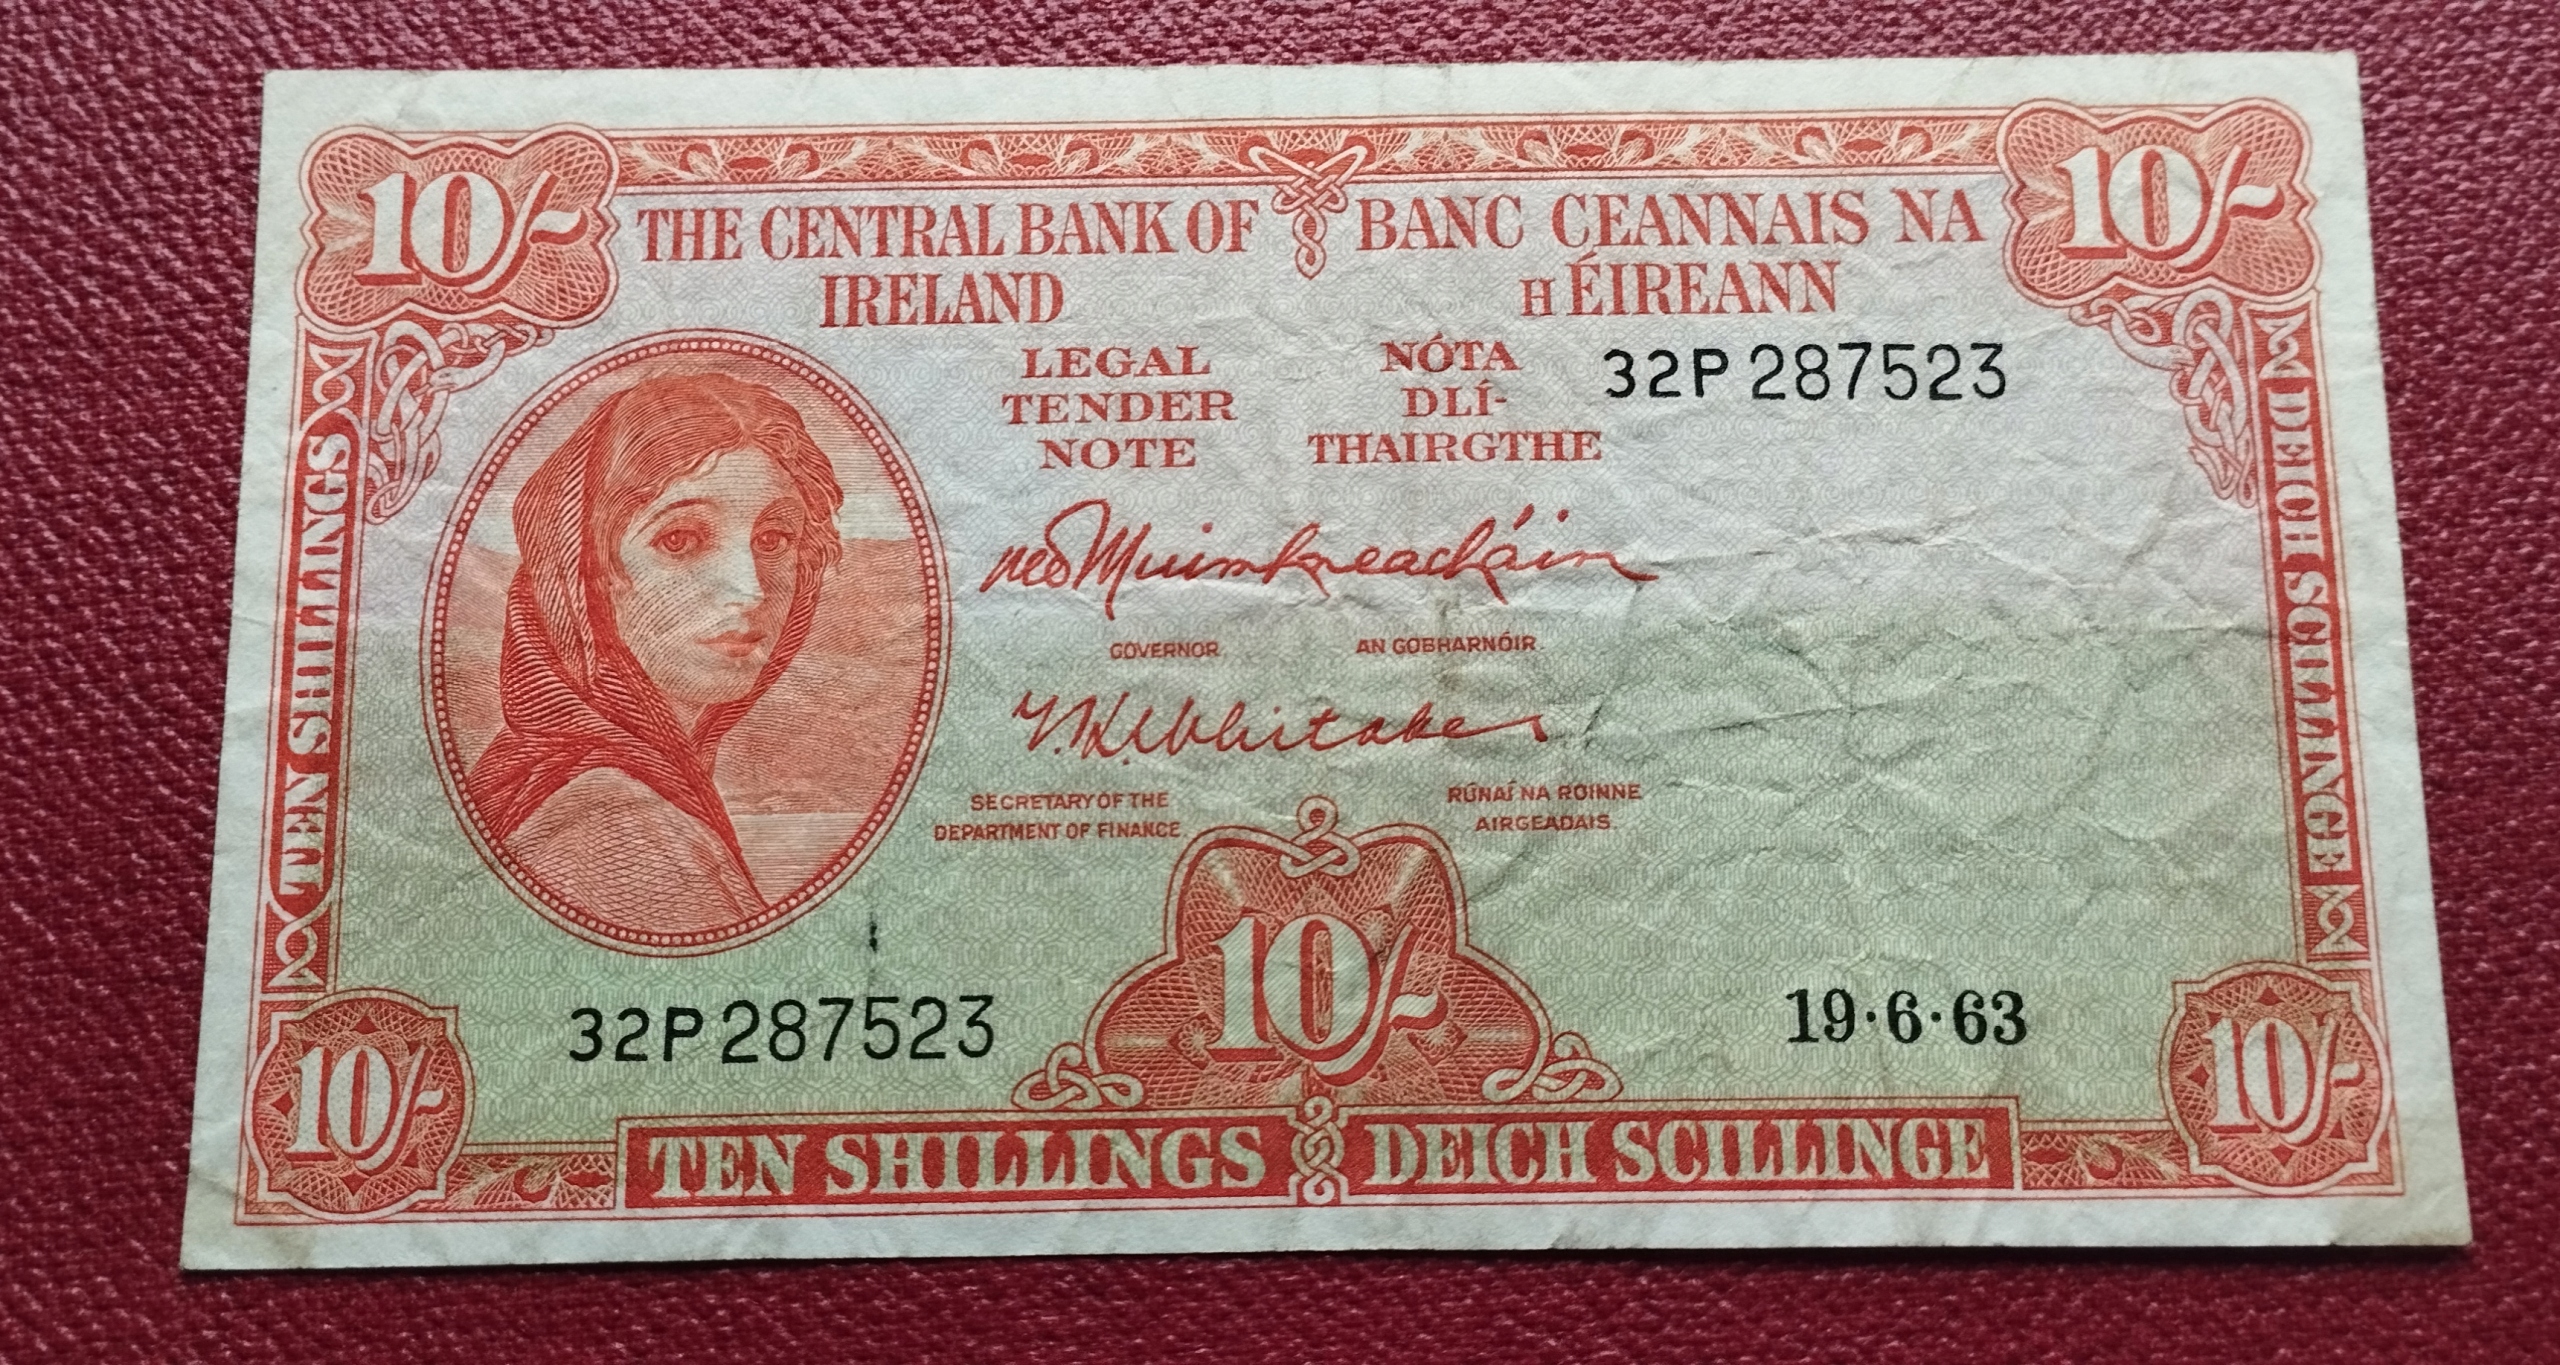 10/-
10/-
THE CENTRAL BANK OF
IRELAND
BANC CEANNAIS NA
H ÉIREANN
LEGAL
TENDER
NOTE
NÓTA
DLÍ-
THAIRGTHE
32P 287523
TEN SHILLINGS
DEICH SCILLINGE
GOVERNOR
AN GOBHARNÓIR
T.K.Whitaker
SECRETARY OF THE
DEPARTMENT OF FINANCE
RÚNAÍ NA ROINNE
AIRGEADAIS.
32P 287523
10/-
19·6·63
10/-
10/-
TEN SHILLINGS
DEICH SCILLINGE